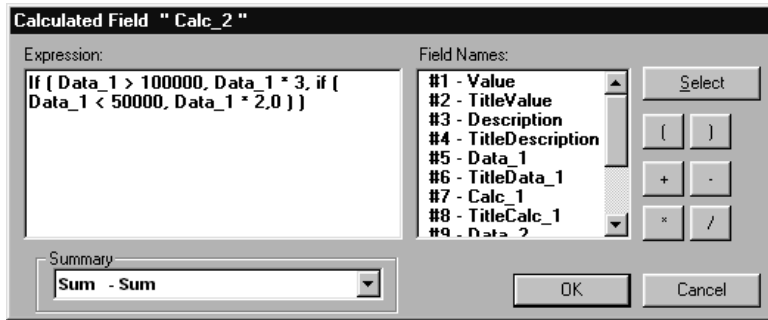 Calculated Field " Calc_2 "
Expression:
If ( Data_1 > 100000, Data_1 * 3, if (
Data_1 < 50000, Data_1 * 2,0 ) )
Field Names:
#1 - Value
#2 - TitleValue
#3 - Description
#4 - TitleDescription
#5 - Data_1
#6 - TitleData_1
#7 - Calc_1
#8 - TitleCalc_1
#9 - Data_2
Select
( )
+ -
* /
Summary
Sum - Sum
OK
Cancel